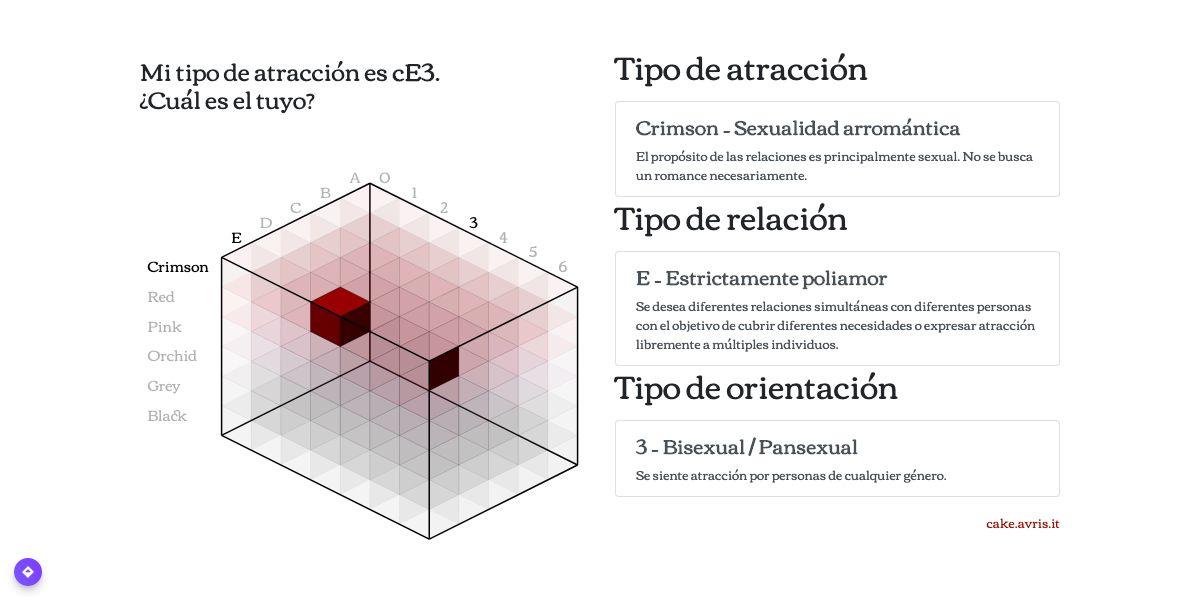 Mi tipo de atracción es cE3.
¿Cuál es el tuyo?
A O
B 1
C 2
D 3
E 4
5
6
Crimson
Red
Pink
Orchid
Grey
Black
Tipo de atracción
Crimson - Sexualidad arromántica
El propósito de las relaciones es principalmente sexual. No se busca
un romance necesariamente.
Tipo de relación
E - Estrictamente poliamor
Se desea diferentes relaciones simultáneas con diferentes personas
con el objetivo de cubrir diferentes necesidades o expresar atracción
libremente a múltiples individuos.
Tipo de orientación
3 - Bisexual / Pansexual
Se siente atracción por personas de cualquier género.
cake.avris.it